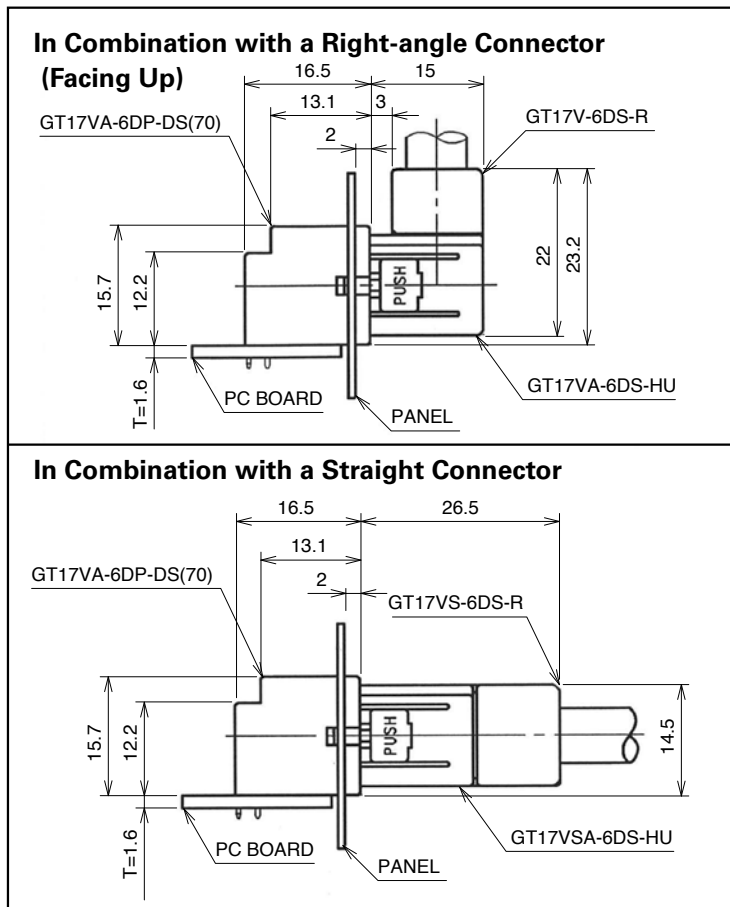 In Combination with a Right-angle Connector
(Facing Up)
16.5
15
13.1
3
GT17VA-6DP-DS(70)
GT17V-6DS-R
2
15.7
12.2
PUSH
22
23.2
T=1.6
PC BOARD
GT17VA-6DS-HU
PANEL
In Combination with a Straight Connector
16.5
26.5
13.1
GT17VA-6DP-DS(70)
2
GT17VS-6DS-R
15.7
12.2
PUSH
14.5
T=1.6
PC BOARD
GT17VSA-6DS-HU
PANEL